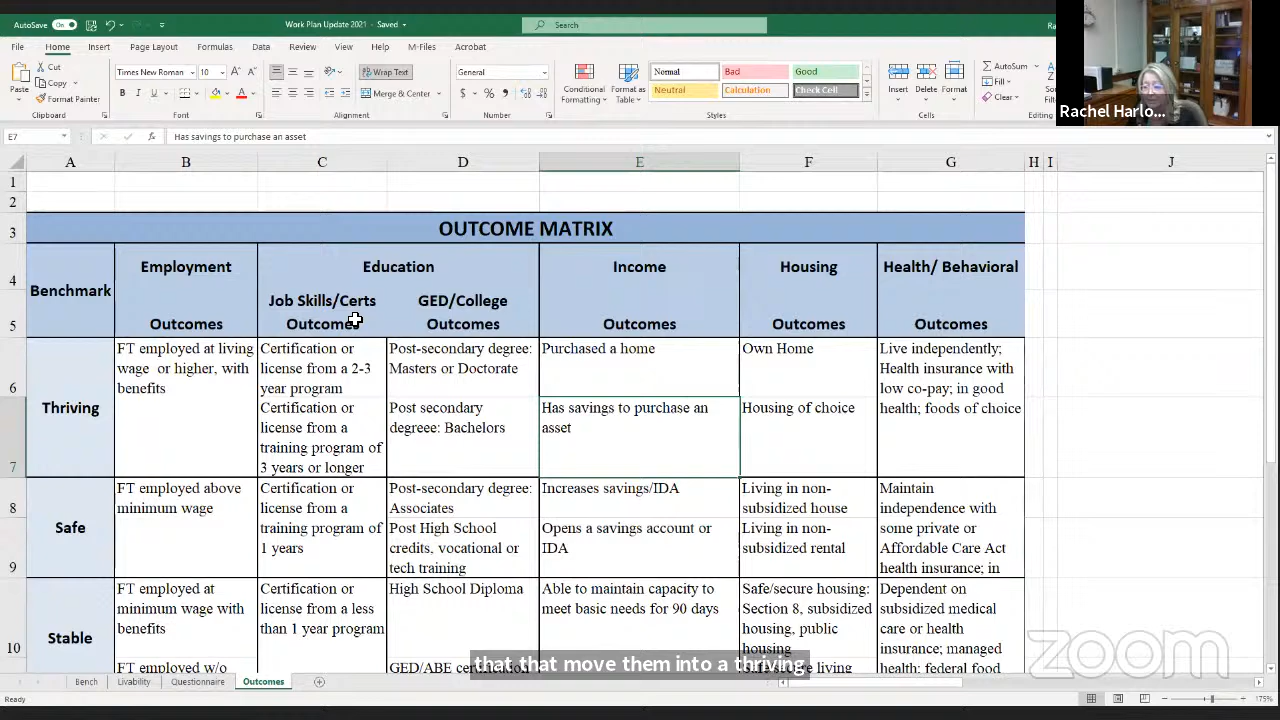 AutoSave On Work Plan Update 2021 - Saved Search
File Home Insert Page Layout Formulas Data Review View Help M-Files Acrobat
Paste Cut Copy Format Painter Clipboard
Times New Roman 10 A A B I U A Font
Wrap Text Merge & Center Alignment
General $ % Number
Conditional Formatting Format as Table
Normal Bad Good
Neutral Calculation Check Cell
Styles
Insert Delete Format Cells
AutoSum Fill Clear Editing
Rachel Harlo...
E7 fx Has savings to purchase an asset
A B C D E F G H I J
1
2
3 OUTCOME MATRIX
4 Employment Education Income Housing Health/ Behavioral
Benchmark
Job Skills/Certs GED/College
5 Outcomes Outcomes Outcomes Outcomes Outcomes Outcomes
6
FT employed at living
wage or higher, with
benefits
Certification or
license from a 2-3
year program
Post-secondary degree:
Masters or Doctorate
Purchased a home
Own Home
Live independently;
Health insurance with
low co-pay; in good
health; foods of choice
Thriving
7
Certification or
license from a
training program of
3 years or longer
Post secondary
degreee: Bachelors
Has savings to purchase an
asset
Housing of choice
8
Safe
FT employed above
minimum wage
Certification or
license from a
training program of
1 years
Post-secondary degree:
Associates
Increases savings/IDA
Living in non-
subsidized house
Maintain
independence with
some private or
Affordable Care Act
health insurance; in
9
Post High School
credits, vocational or
tech training
Opens a savings account or
IDA
Living in non-
subsidized rental
10
Stable
FT employed at
minimum wage with
benefits
Certification or
license from a less
than 1 year program
High School Diploma
Able to maintain capacity to
meet basic needs for 90 days
Safe/secure housing:
Section 8, subsidized
housing, public
housing
Dependent on
subsidized medical
care or health
insurance; managed
health; federal food
FT employed w/o
GED/ABE
that that move them into a thriving
zoom
Bench Livability Questionnaire Outcomes
Ready 175%